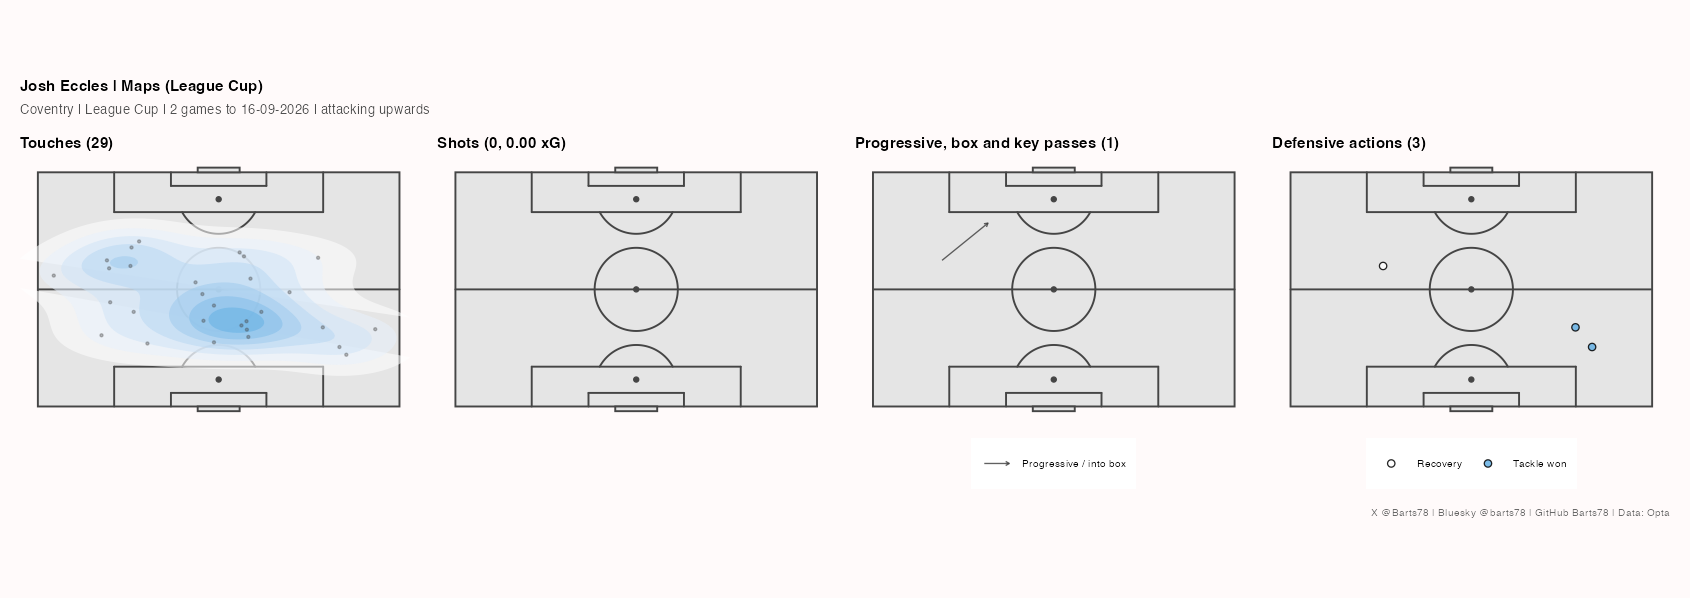 Josh Eccles | Maps (League Cup)
Coventry | League Cup | 2 games to 16-09-2026 | attacking upwards
Touches (29)
Shots (0, 0.00 xG)
Progressive, box and key passes (1)
Defensive actions (3)
Progressive / into box
Recovery
Tackle won
X @Barts78 | Bluesky @barts78 | GitHub Barts78 | Data: Opta